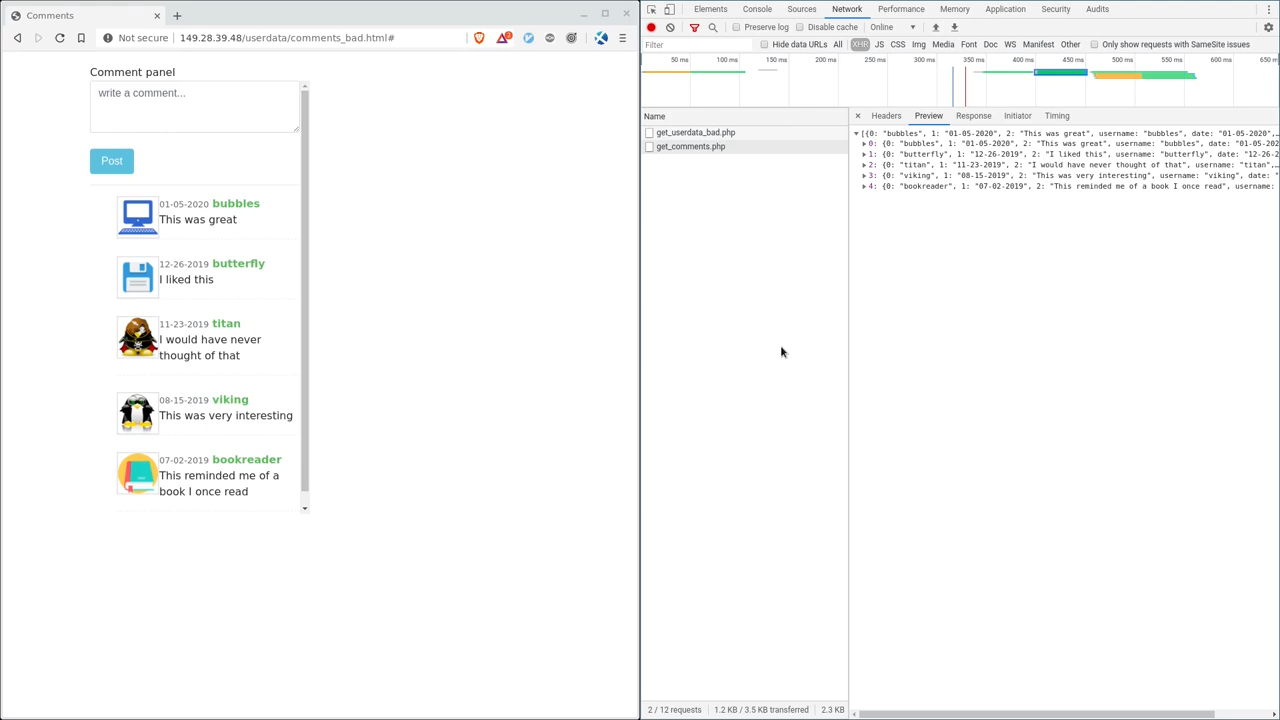 Comments
Not secure
9.28.39.48/userdata/comments_bad.html#
2
Comment panel
write a comment...
Post
01-05-2020 bubbles
This was great
12-26-2019 butterfly
I liked this
11-23-2019 titan
I would have never
thought of that
08-15-2019 viking
This was very interesting
07-02-2019 bookreader
This reminded me of a
book I once read
Elements Console Sources Network Performance Memory Application Security Audits
Preserve log Disable cache Online
Filter Hide data URLs All XHR JS CSS Img Media Font Doc WS Manifest Other Only show requests with SameSite issues
50 ms 100 ms 150 ms 200 ms 250 ms 300 ms 350 ms 400 ms 450 ms 500 ms 550 ms 600 ms 650 m
Name
get_userdata_bad.php
get_comments.php
Headers Preview Response Initiator Timing
[{0: "bubbles", 1: "01-05-2020", 2: "This was great", username: "bubbles", date: "01-05-2020",
0: {0: "bubbles", 1: "01-05-2020", 2: "This was great", username: "bubbles", date: "01-05-202
1: {0: "butterfly", 1: "12-26-2019", 2: "I liked this", username: "butterfly", date: "12-26-2
2: {0: "titan", 1: "11-23-2019", 2: "I would have never thought of that", username: "titan",…
3: {0: "viking", 1: "08-15-2019", 2: "This was very interesting", username: "viking", date: "
4: {0: "bookreader", 1: "07-02-2019", 2: "This reminded me of a book I once read", username:
2 / 12 requests 1.2 KB / 3.5 KB transferred 2.3 KB